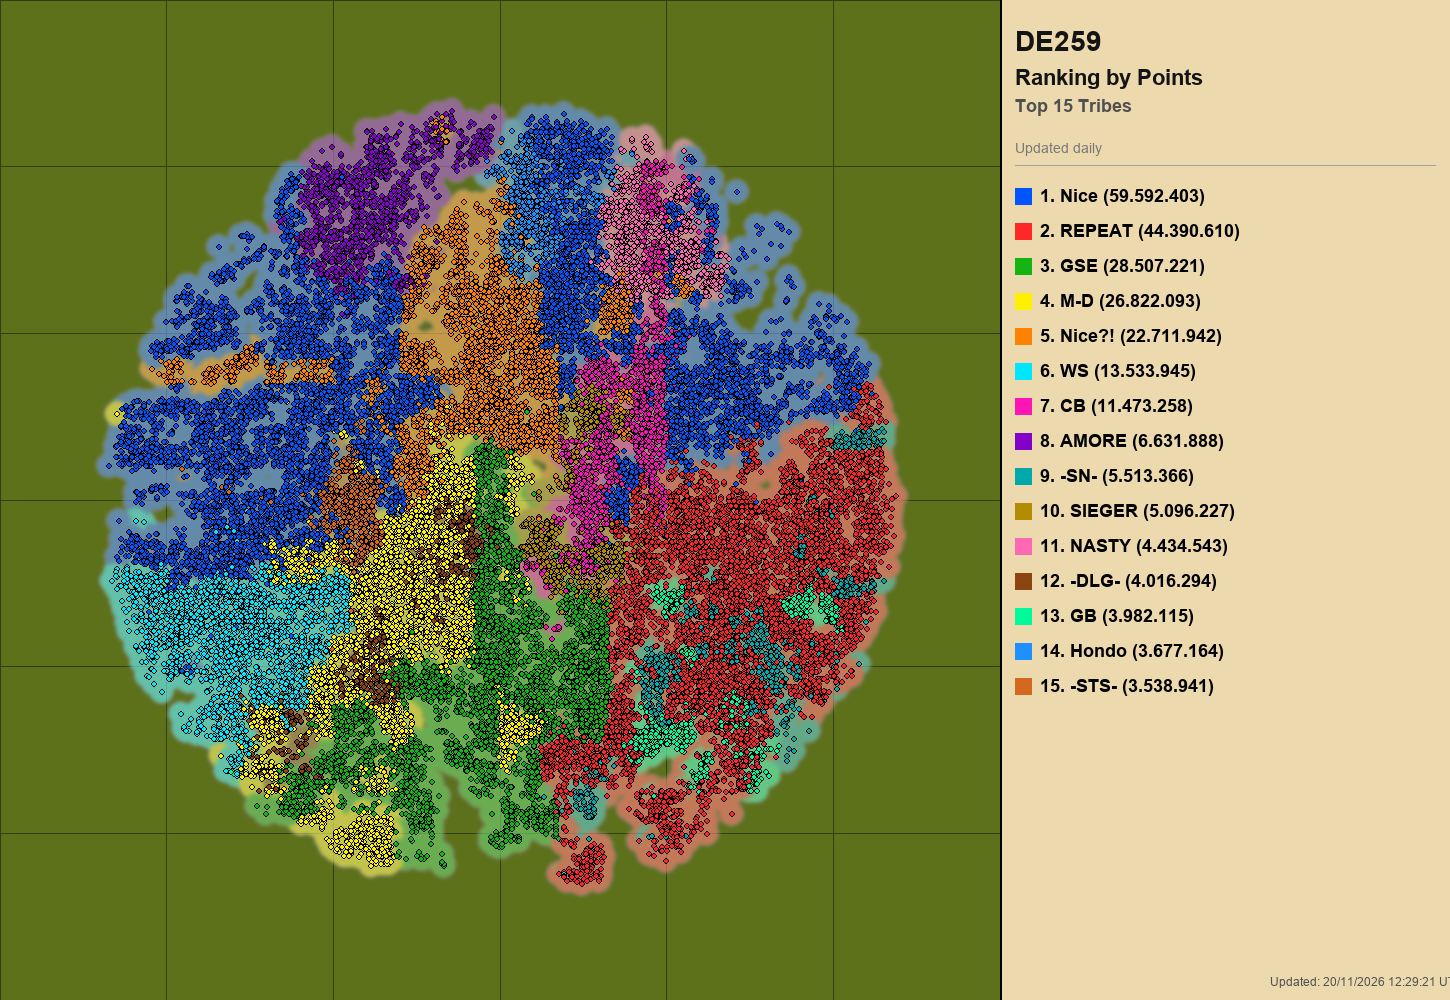 DE259
Ranking by Points
Top 15 Tribes
Updated daily
1. Nice (59.592.403)
2. REPEAT (44.390.610)
3. GSE (28.507.221)
4. M-D (26.822.093)
5. Nice?! (22.711.942)
6. WS (13.533.945)
7. CB (11.473.258)
8. AMORE (6.631.888)
9. -SN- (5.513.366)
10. SIEGER (5.096.227)
11. NASTY (4.434.543)
12. -DLG- (4.016.294)
13. GB (3.982.115)
14. Hondo (3.677.164)
15. -STS- (3.538.941)
Updated: 20/11/2026 12:29:21